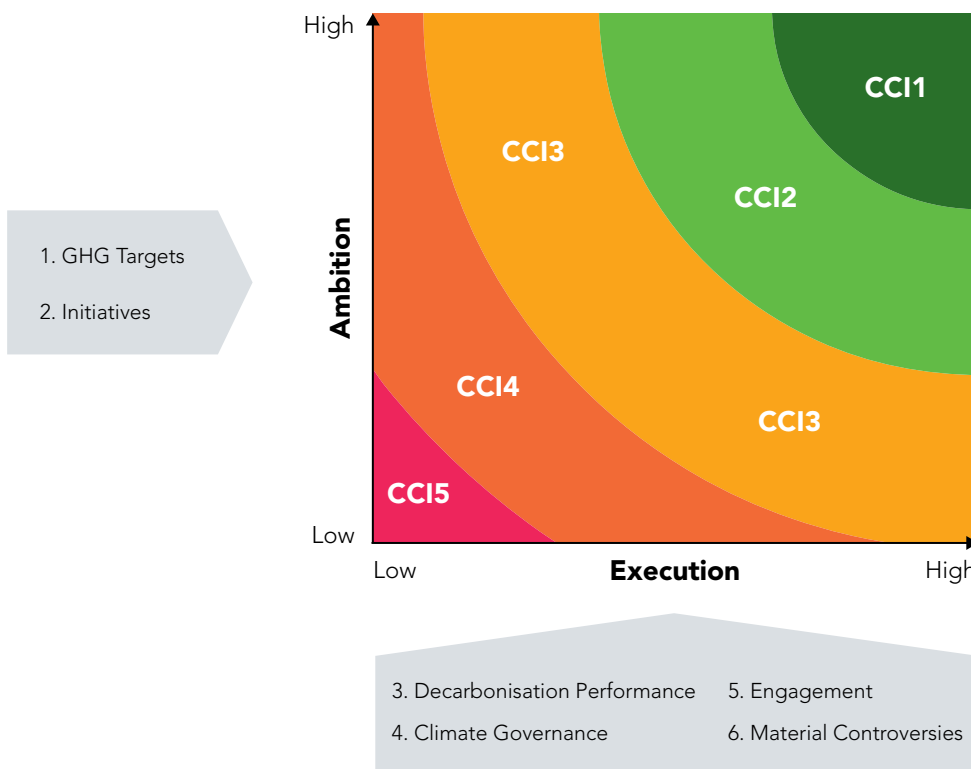 High
CCI1
CCI3
CCI2
1. GHG Targets
2. Initiatives
Ambition
CCI4
CCI3
CCI5
Low
Low
Execution
High
3. Decarbonisation Performance
5. Engagement
4. Climate Governance
6. Material Controversies